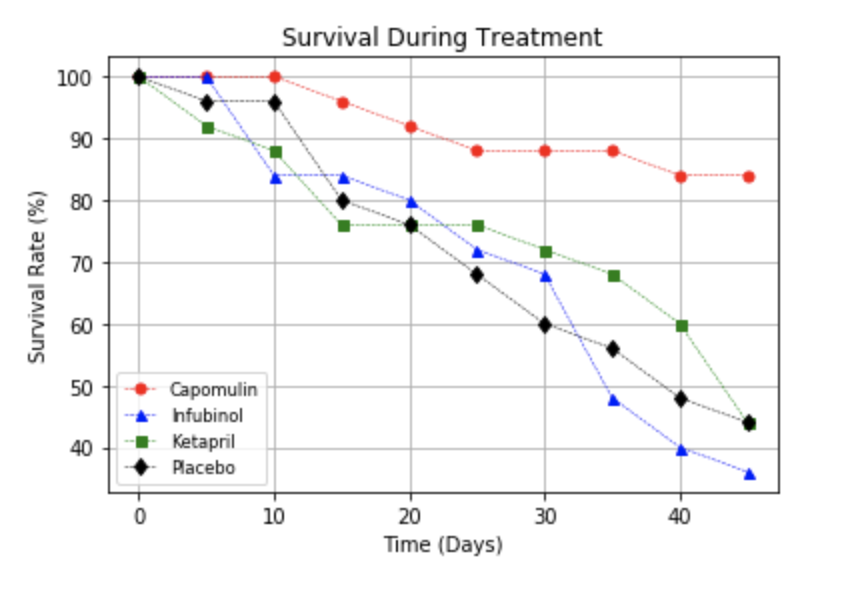 Survival During Treatment
100
90
80
70
60
50
40
Survival Rate (%)
Capomulin
Infubinol
Ketapril
Placebo
0 10 20 30 40
Time (Days)